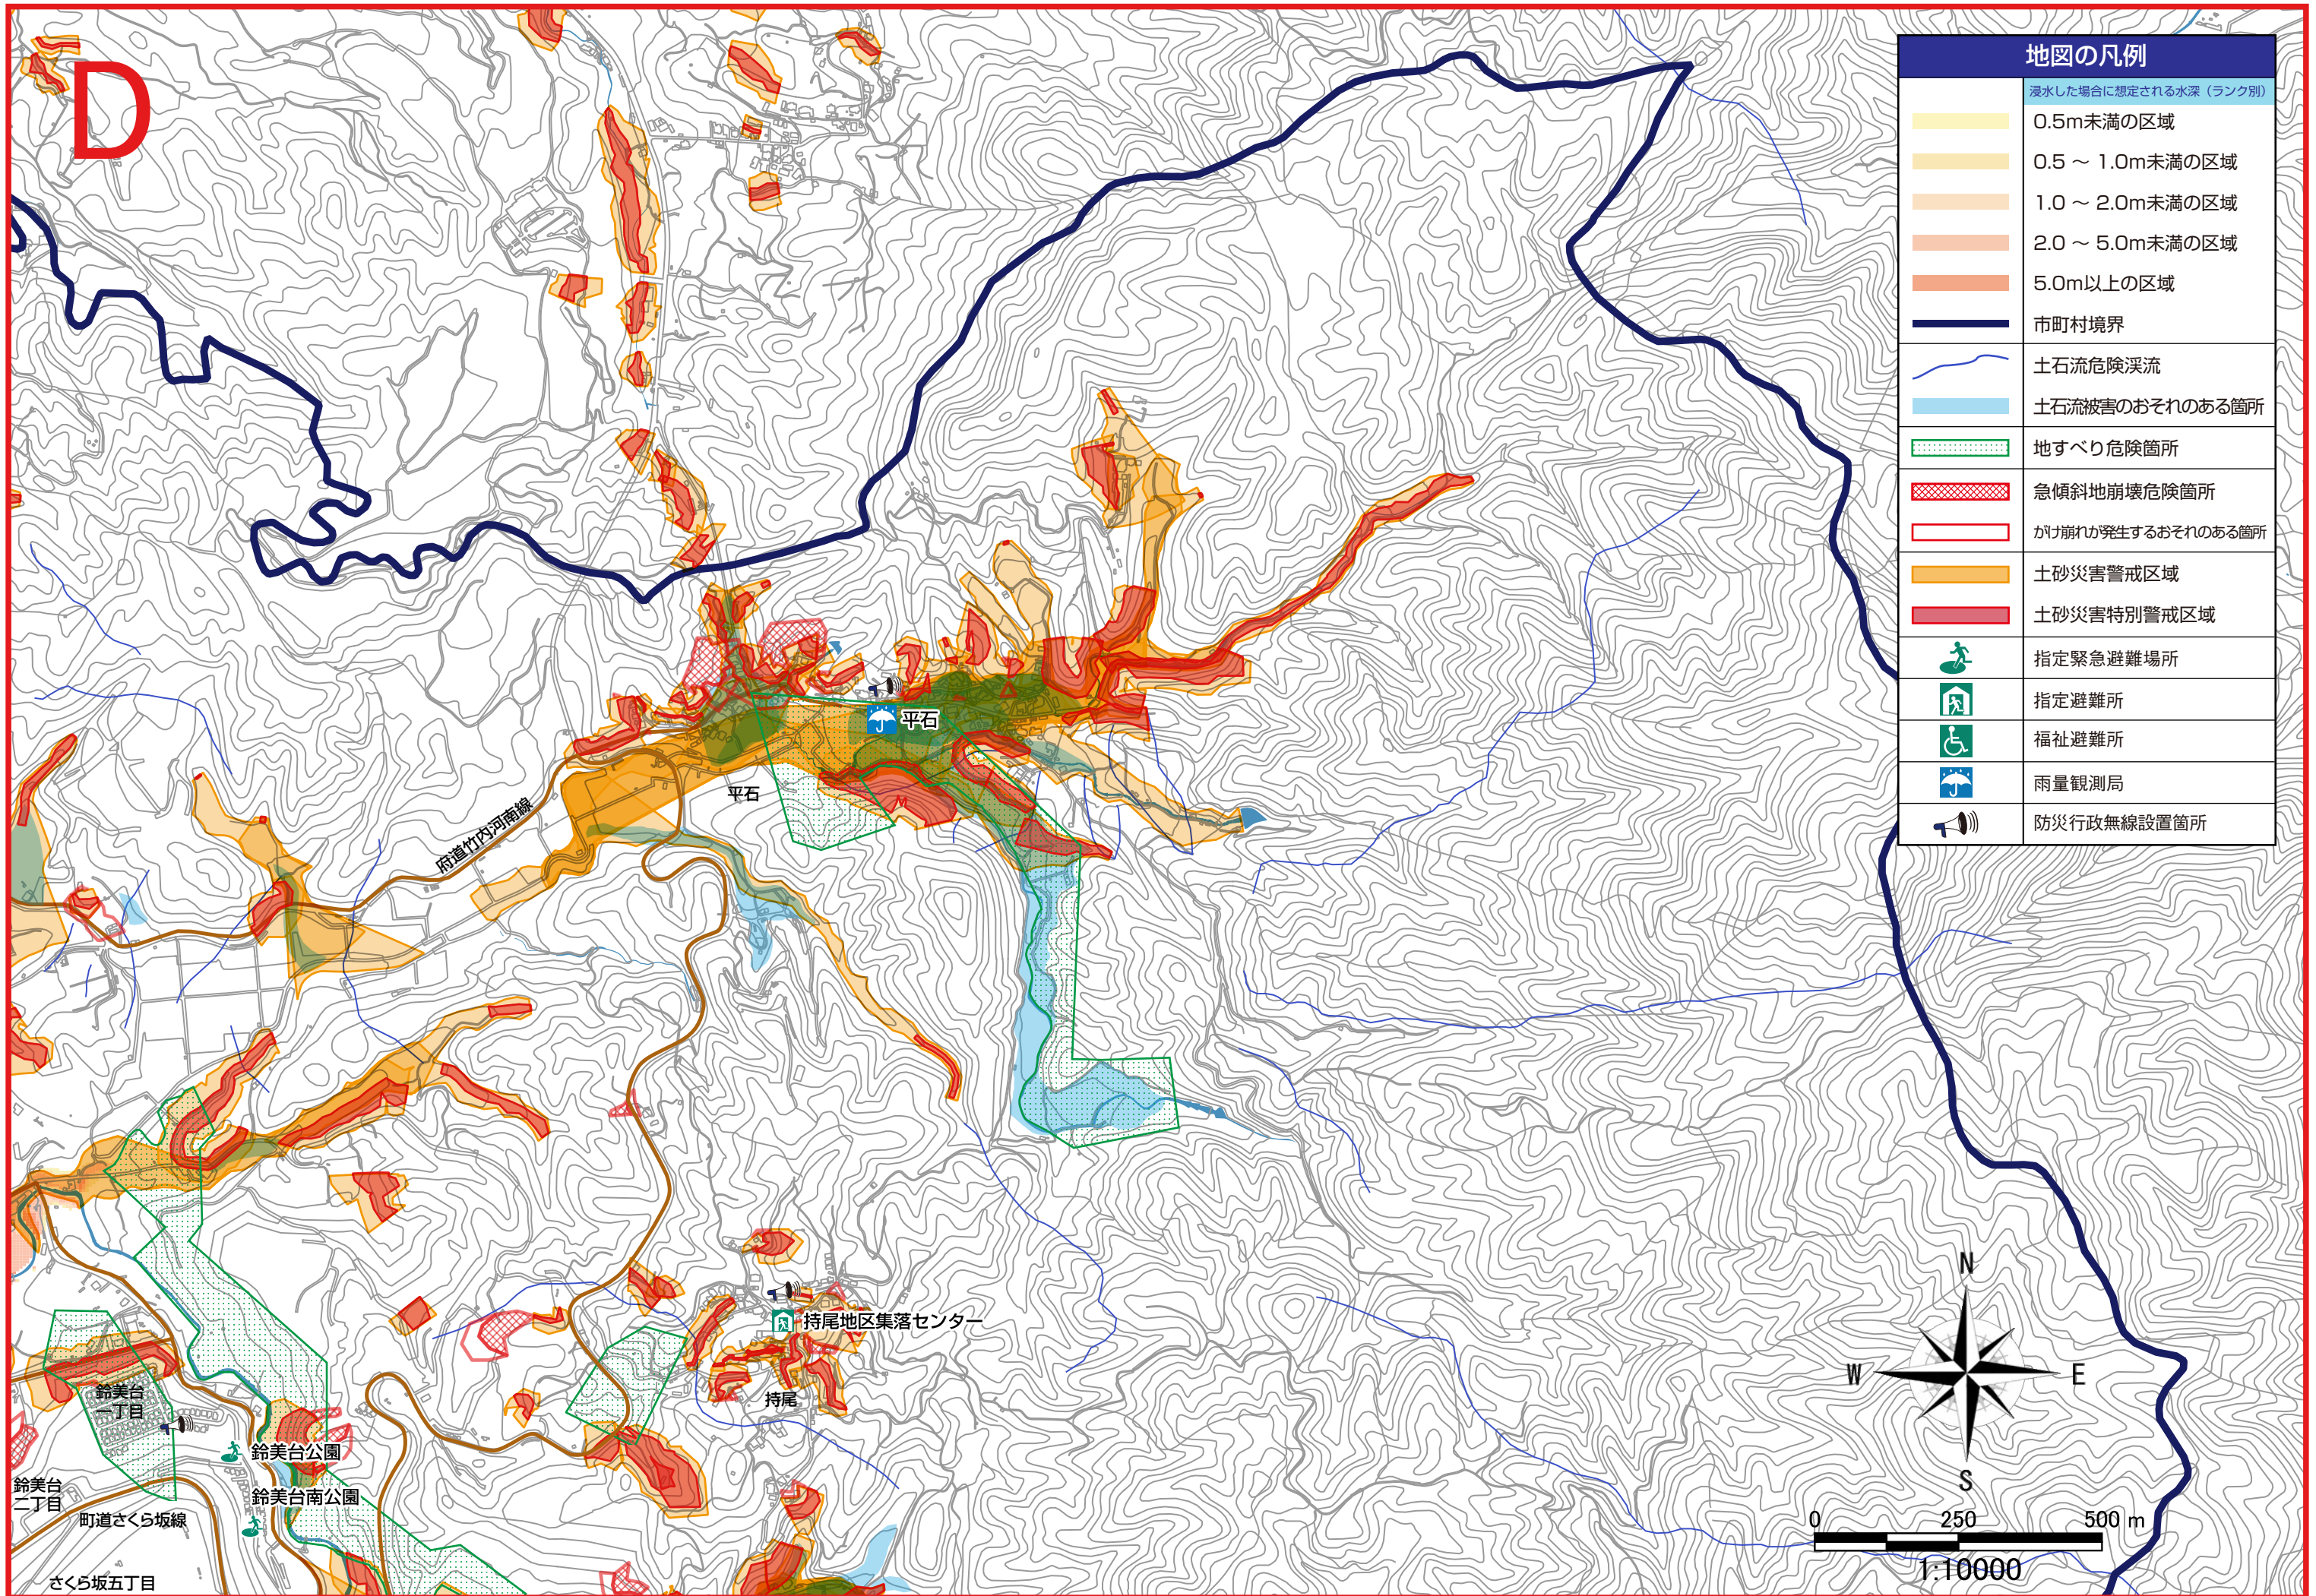 D
地図の凡例
浸水した場合に想定される水深（ランク別）
0.5m未満の区域
0.5 ～ 1.0m未満の区域
1.0 ～ 2.0m未満の区域
2.0 ～ 5.0m未満の区域
5.0m以上の区域
市町村境界
土石流危険渓流
土石流被害のおそれのある箇所
地すべり危険箇所
急傾斜地崩壊危険箇所
がけ崩れが発生するおそれのある箇所
土砂災害警戒区域
土砂災害特別警戒区域
指定緊急避難場所
指定避難所
福祉避難所
雨量観測局
防災行政無線設置箇所
平石
平石
府道竹内河南線
持尾地区集落センター
持尾
鈴美台
一丁目
鈴美台公園
鈴美台南公園
鈴美台
二丁目
町道さくら坂線
さくら坂五丁目
N
W
E
S
0
250
500 m
1:10000